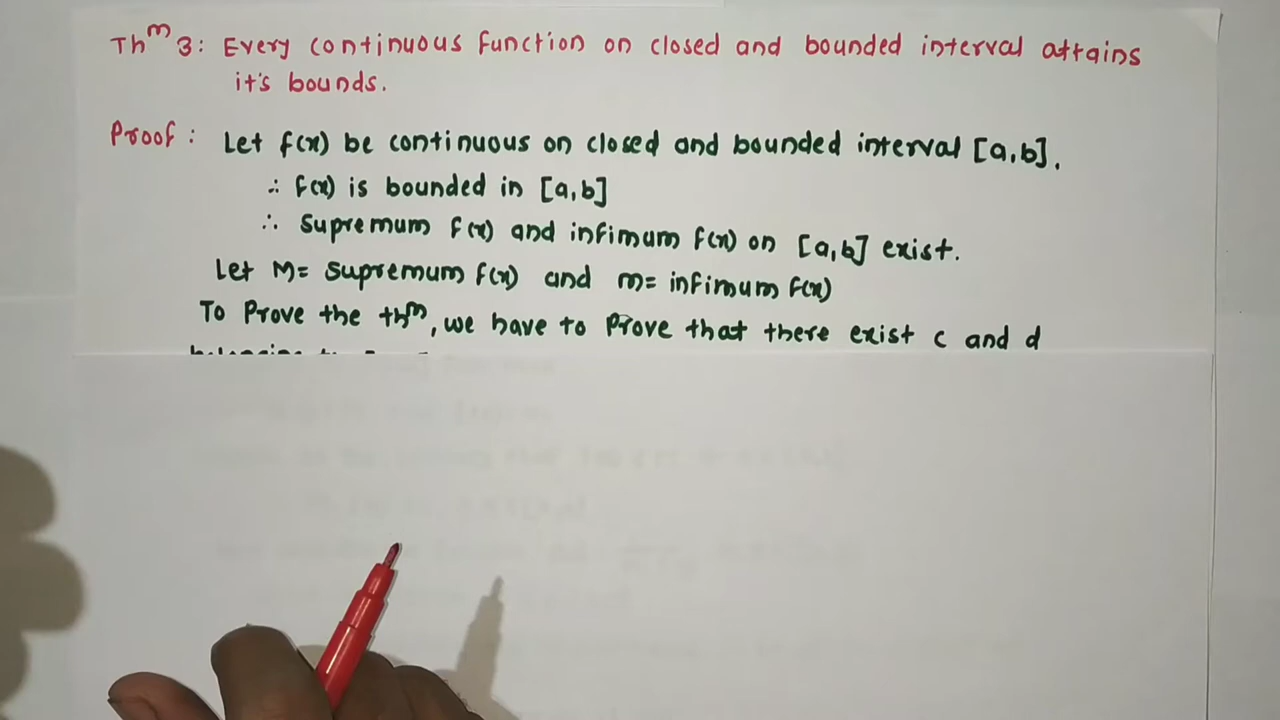 Thᵐ 3: Every continuous function on closed and bounded interval attains
it's bounds.
Proof: Let f(x) be continuous on closed and bounded interval [a,b].
∴ f(x) is bounded in [a,b]
∴ Supremum f(x) and infimum f(x) on [a,b] exist.
Let M= supremum f(x) and m= infimum f(x)
To Prove the thᵐ, we have to Prove that there exist c and d